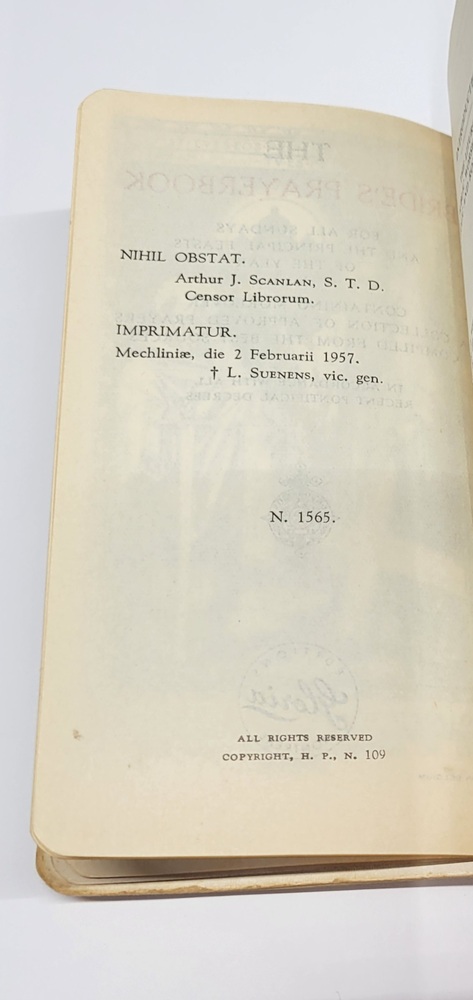 NIHIL OBSTAT.
Arthur J. Scanlan, S. T. D.
Censor Librorum.
IMPRIMATUR.
Mechliniæ, die 2 Februarii 1957.
† L. Suenens, vic. gen.
N. 1565.
ALL RIGHTS RESERVED
COPYRIGHT, H. P., N. 109